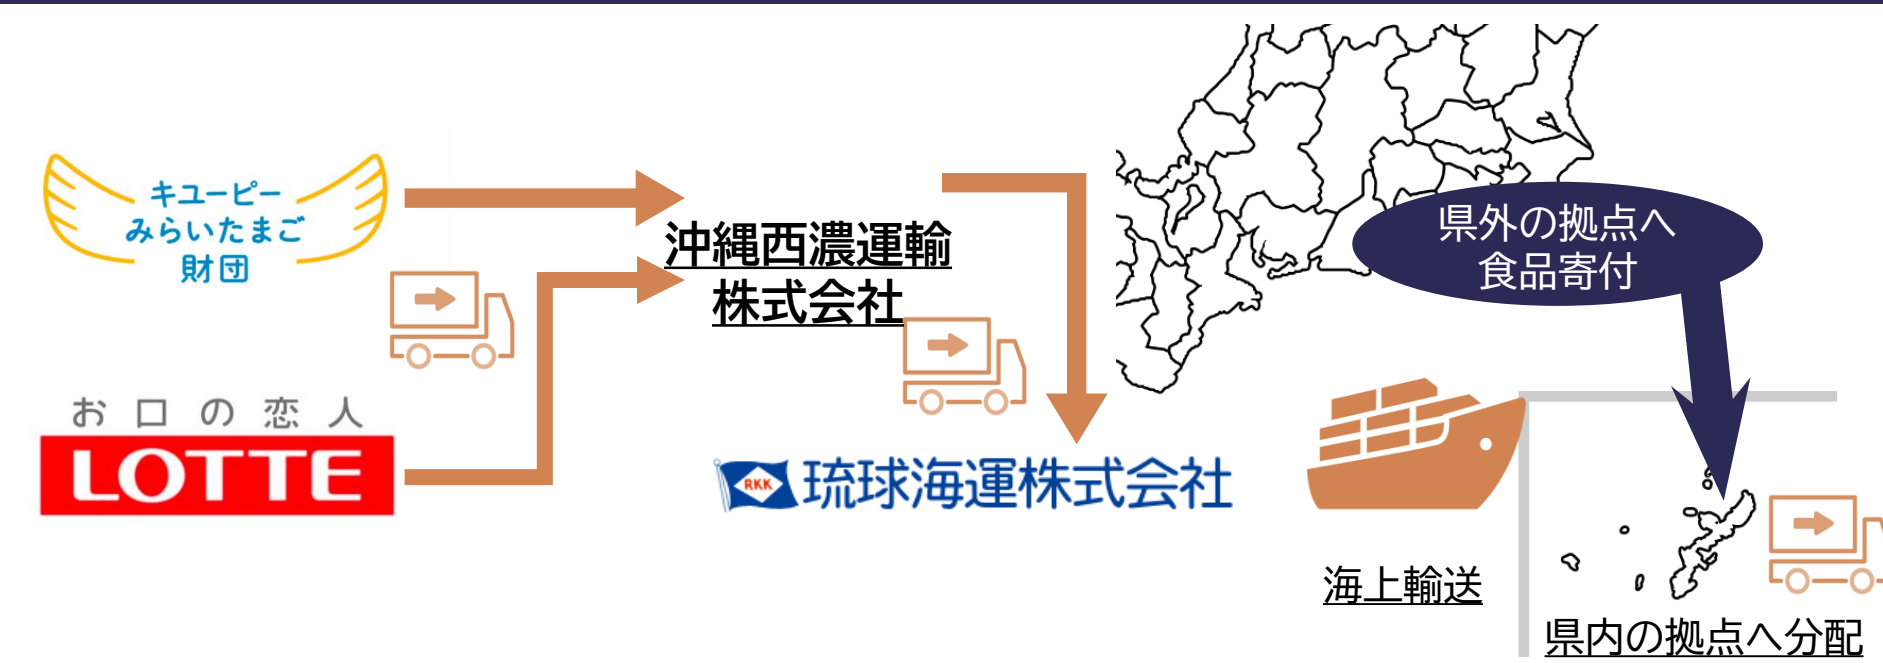 キユーピー
みらいたまご
財団
お口の恋人
LOTTE
沖縄西濃運輸
株式会社
RKK 琉球海運株式会社
県外の拠点へ
食品寄付
海上輸送
県内の拠点へ分配